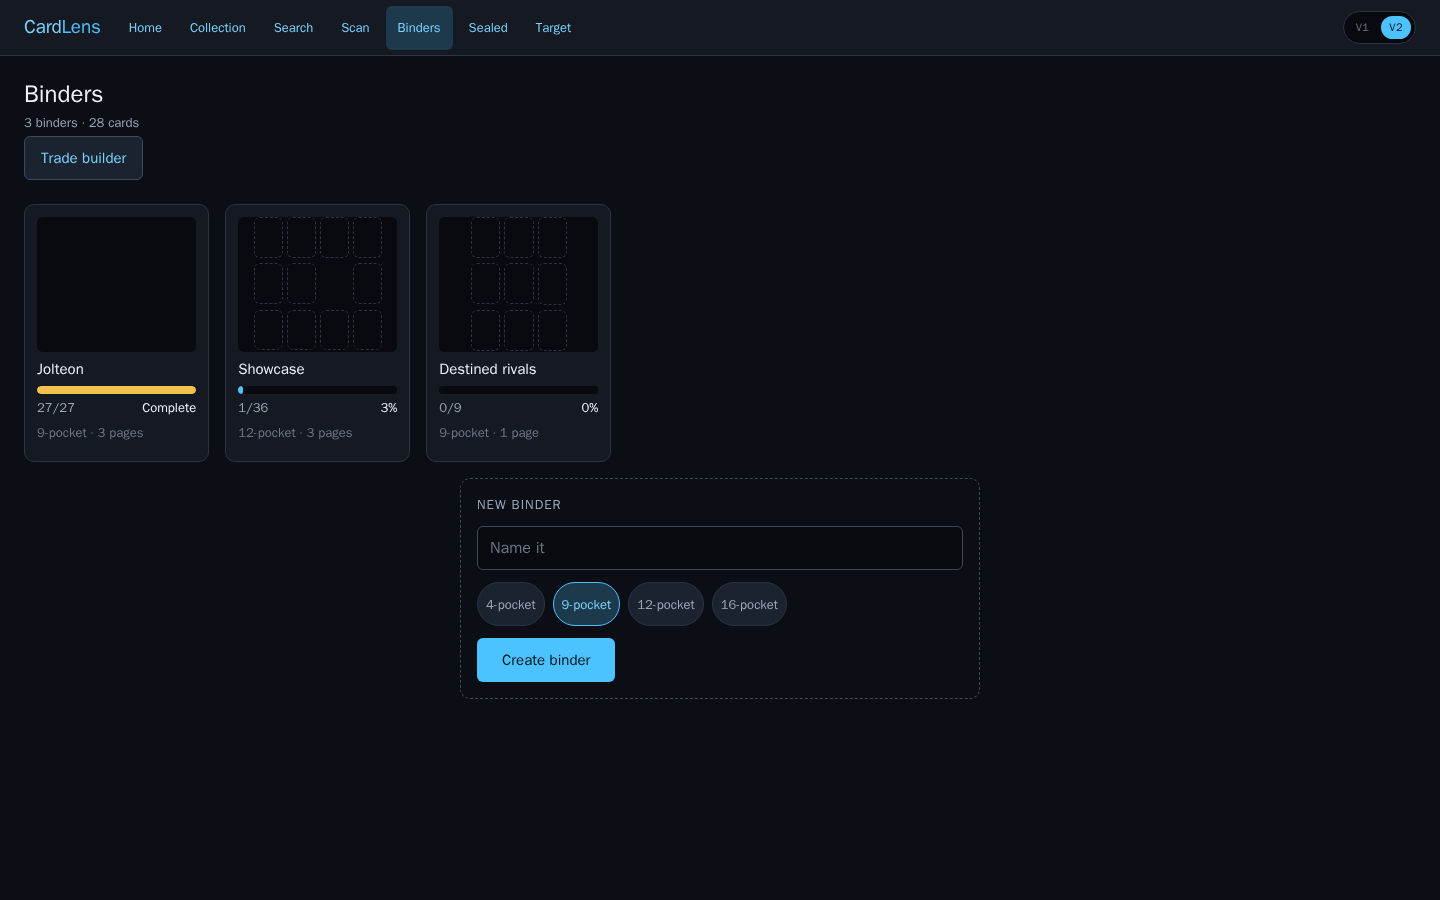 CardLens Home Collection Search Scan Binders Sealed Target V1 V2
Binders
3 binders · 28 cards
Trade builder
Jolteon Showcase Destined rivals
27/27 Complete 1/36 3% 0/9 0%
9-pocket · 3 pages 12-pocket · 3 pages 9-pocket · 1 page
NEW BINDER
Name it
4-pocket 9-pocket 12-pocket 16-pocket
Create binder